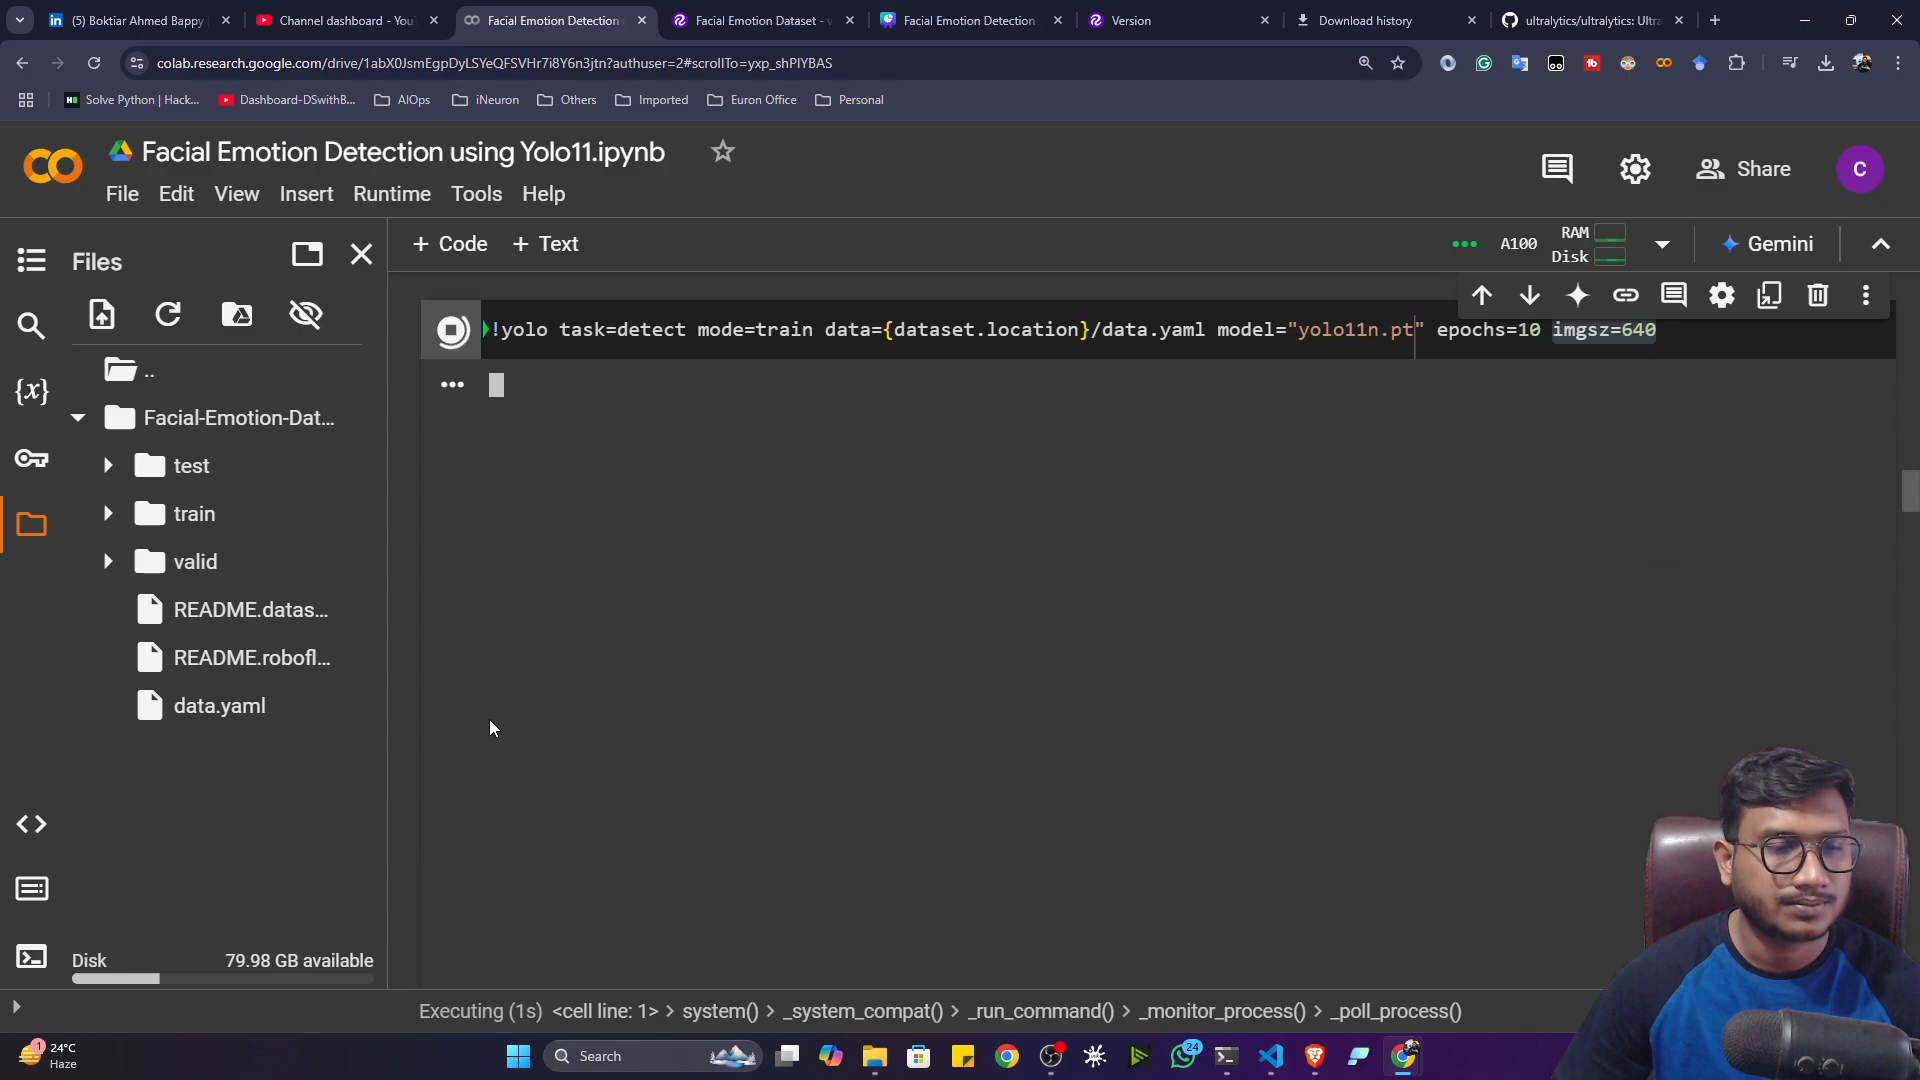 (5) Boktiar Ahmed Bappy
Channel dashboard - YouT
Facial Emotion Detection
Facial Emotion Dataset - v
Facial Emotion Detection
Version
Download history
ultralytics/ultralytics: Ultra
colab.research.google.com/drive/1abX0JsmEgpDyLSYeQFSVHr7i8Y6n3jtn?authuser=2#scrollTo=yxp_shPIYBAS
Solve Python | Hack...
Dashboard-DSwithB...
AIOps
iNeuron
Others
Imported
Euron Office
Personal
Facial Emotion Detection using Yolo11.ipynb
File Edit View Insert Runtime Tools Help
Share
C
Files
+ Code + Text
A100
RAM
Disk
Gemini
!yolo task=detect mode=train data={dataset.location}/data.yaml model="yolo11n.pt" epochs=10 imgsz=640
..
Facial-Emotion-Dat...
test
train
valid
README.datas...
README.robofl...
data.yaml
Disk 79.98 GB available
Executing (1s) <cell line: 1> > system() > _system_compat() > _run_command() > _monitor_process() > _poll_process()
1
24°C
Haze
Search
24